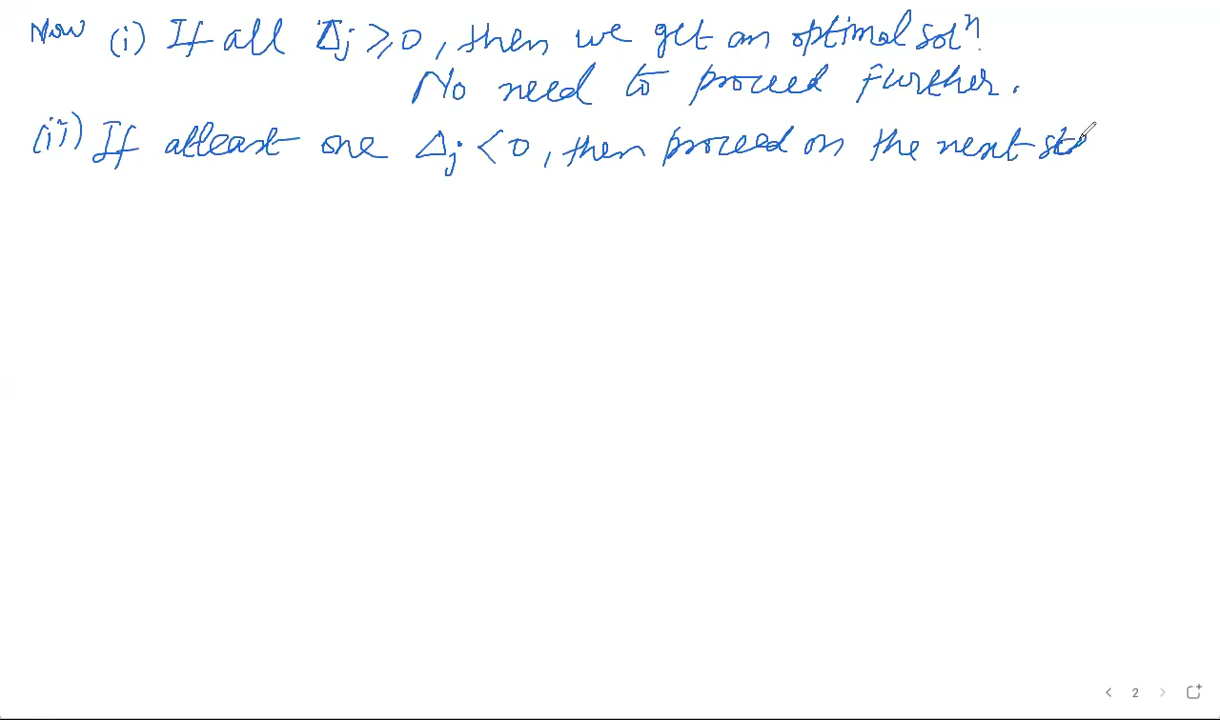 Now (i) If all Δj ≥ 0, then we get an optimal solⁿ.
No need to proceed further.
(ii) If atleast one Δj < 0, then proceed on the next
2